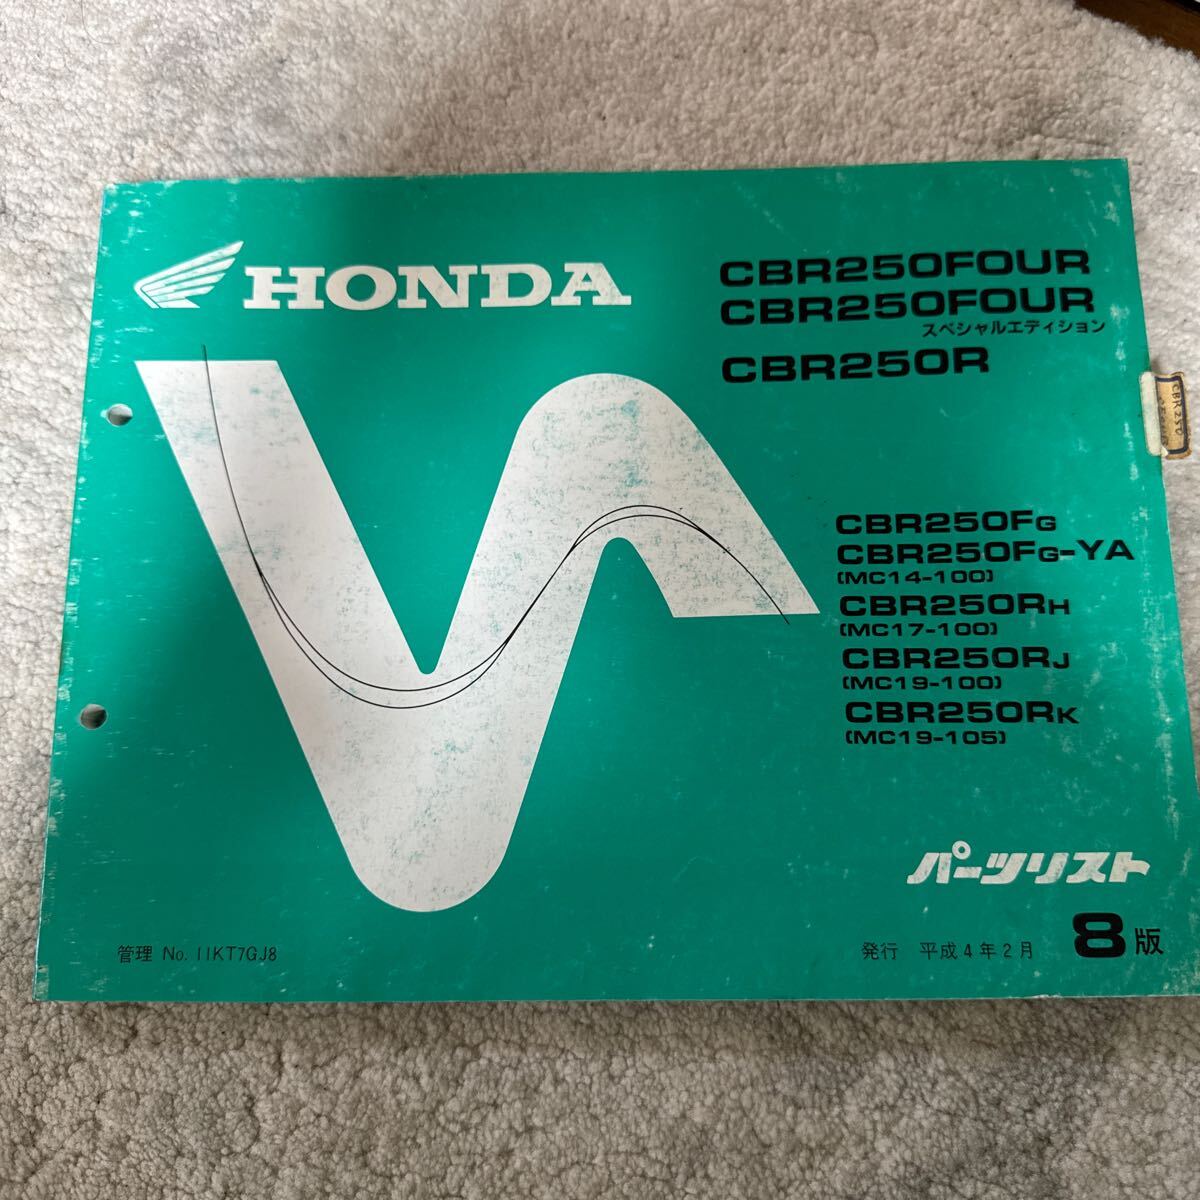 HONDA
CBR250FOUR
CBR250FOUR
スペシャルエディション
CBR250R
CBR250
CBR250FG
CBR250FG-YA
(MC14-100)
CBR250RH
(MC17-100)
CBR250RJ
(MC19-100)
CBR250RK
(MC19-105)
パーツリスト
管理 No. 11KT7GJ8
発行 平成4年2月
8版